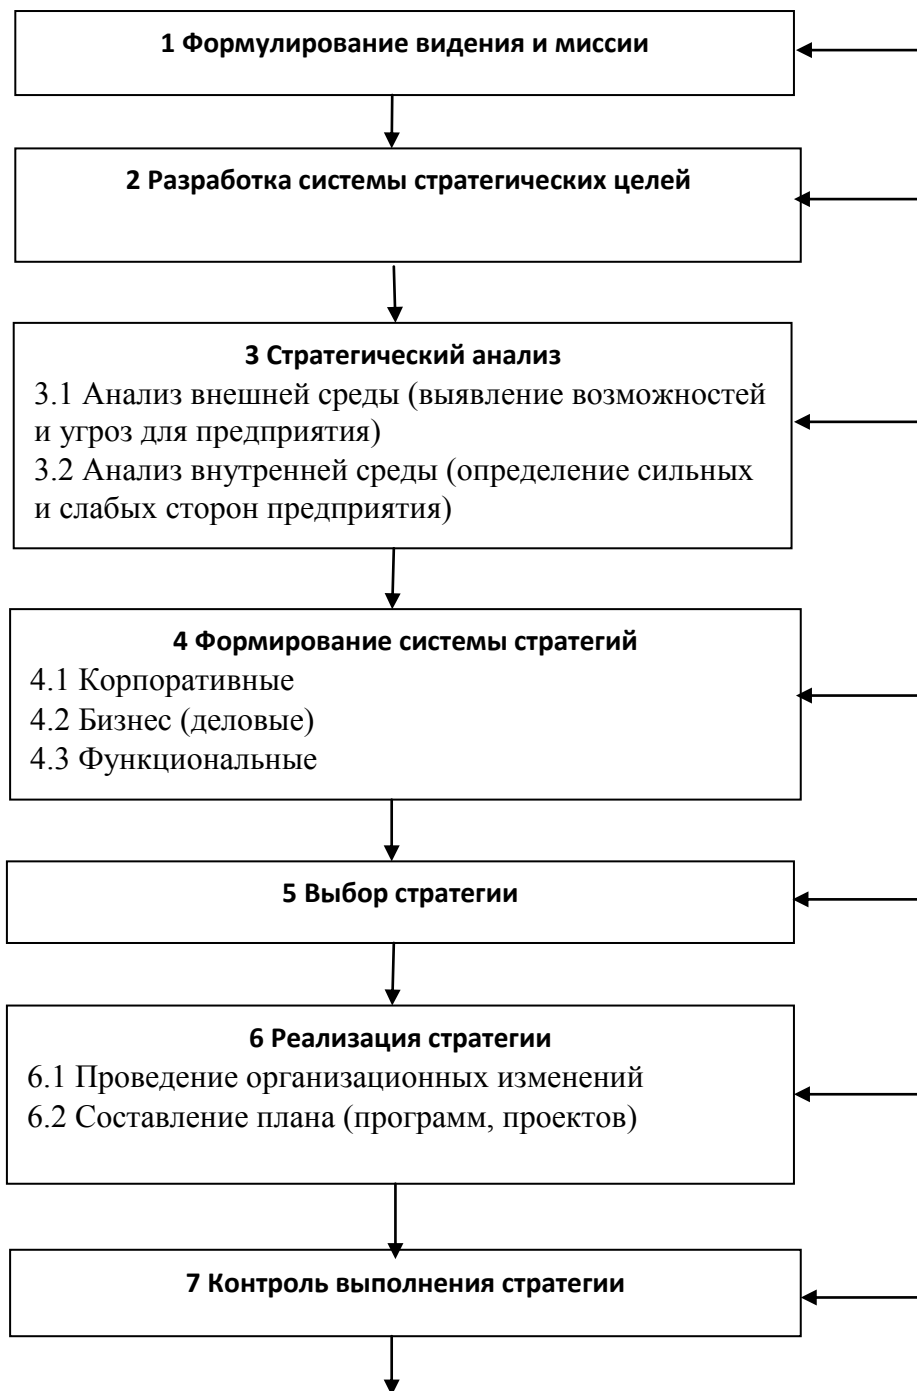 1 Формулирование видения и миссии
2 Разработка системы стратегических целей
3 Стратегический анализ
3.1 Анализ внешней среды (выявление возможностей
и угроз для предприятия)
3.2 Анализ внутренней среды (определение сильных
и слабых сторон предприятия)
4 Формирование системы стратегий
4.1 Корпоративные
4.2 Бизнес (деловые)
4.3 Функциональные
5 Выбор стратегии
6 Реализация стратегии
6.1 Проведение организационных изменений
6.2 Составление плана (программ, проектов)
7 Контроль выполнения стратегии